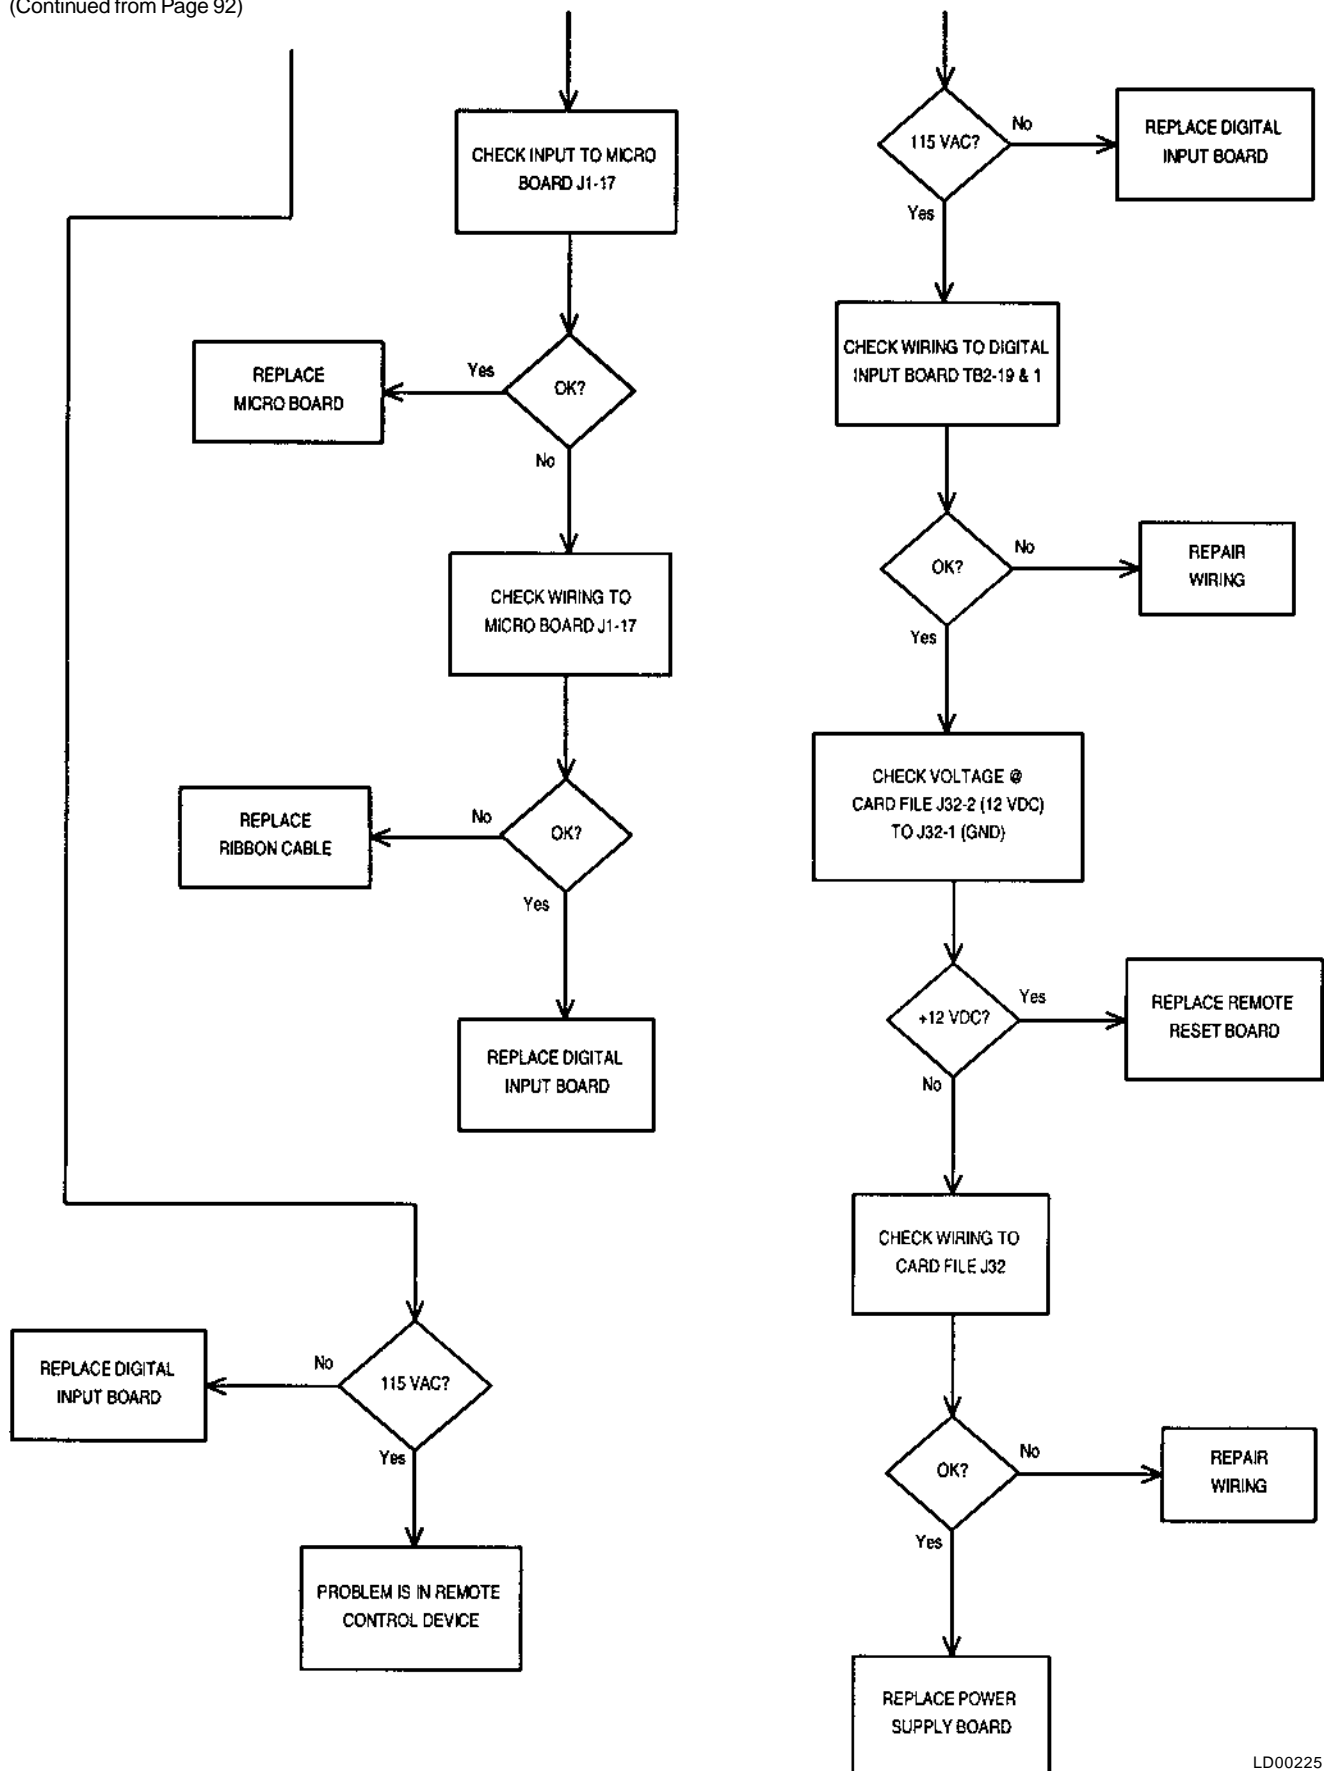 (Continued from Page 92)
CHECK INPUT TO MICRO
BOARD J1-17
OK?
Yes
REPLACE
MICRO BOARD
No
CHECK WIRING TO
MICRO BOARD J1-17
OK?
No
REPLACE
RIBBON CABLE
Yes
REPLACE DIGITAL
INPUT BOARD
115 VAC?
No
REPLACE DIGITAL
INPUT BOARD
Yes
PROBLEM IS IN REMOTE
CONTROL DEVICE
115 VAC?
No
REPLACE DIGITAL
INPUT BOARD
Yes
CHECK WIRING TO DIGITAL
INPUT BOARD TB2-19 & 1
OK?
No
REPAIR
WIRING
Yes
CHECK VOLTAGE @
CARD FILE J32-2 (12 VDC)
TO J32-1 (GND)
+12 VDC?
Yes
REPLACE REMOTE
RESET BOARD
No
CHECK WIRING TO
CARD FILE J32
OK?
No
REPAIR
WIRING
Yes
REPLACE POWER
SUPPLY BOARD
LD00225